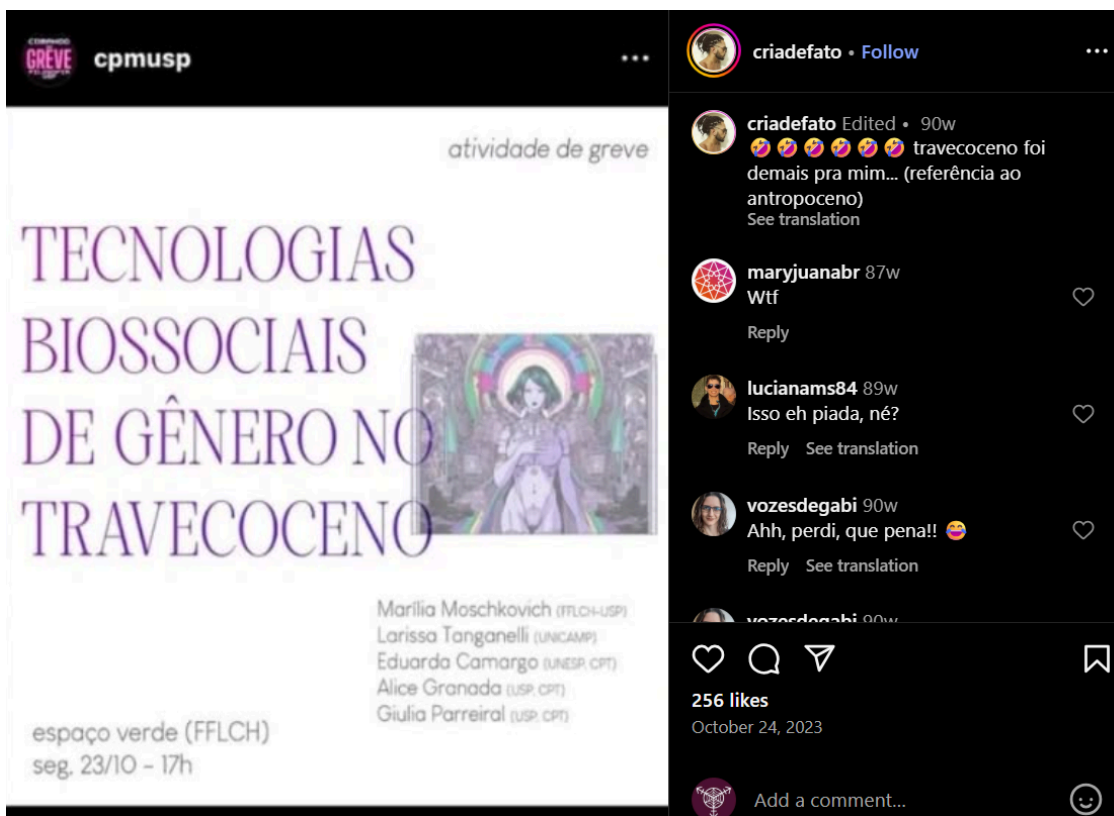 GRÊVE
cpmusp
atividade de greve
TECNOLOGIAS
BIOSSOCIAIS
DE GÊNERO NO
TRAVECOCENO
Marília Moschkovich (FFLCH-USP)
Larissa Tanganelli (UNICAMP)
Eduarda Camargo (UNESP, CPT)
Alice Granada (USP, CPT)
Giulia Parreiral (USP, CPT)
espaço verde (FFLCH)
seg, 23/10 - 17h
criadefato • Follow
criadefato Edited • 90w
🤣🤣🤣🤣🤣🤣 travecoceno foi
demais pra mim... (referência ao
antropoceno)
See translation
maryjuanabr 87w
Wtf
Reply
lucianams84 89w
Isso eh piada, né?
Reply See translation
vozesdegabi 90w
Ahh, perdi, que pena!! 😂
Reply See translation
vozesdegabi 90w
256 likes
October 24, 2023
Add a comment...